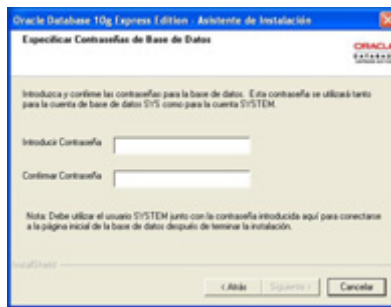 Oracle Database 10g Express Edition - Asistente de Instalación
Especificar Contraseñas de Base de Datos
ORACLE
DATABASE
Introduzca y confirme las contraseñas para la base de datos. Esta contraseña se utilizará tanto
para la cuenta de base de datos SYS como para la cuenta SYSTEM.
Introducir Contraseña
Confirmar Contraseña
Nota: Debe utilizar el usuario SYSTEM junto con la contraseña introducida aquí para conectarse
a la página inicial de la base de datos después de terminar la instalación.
InstallShield
< Atrás Siguiente > Cancelar